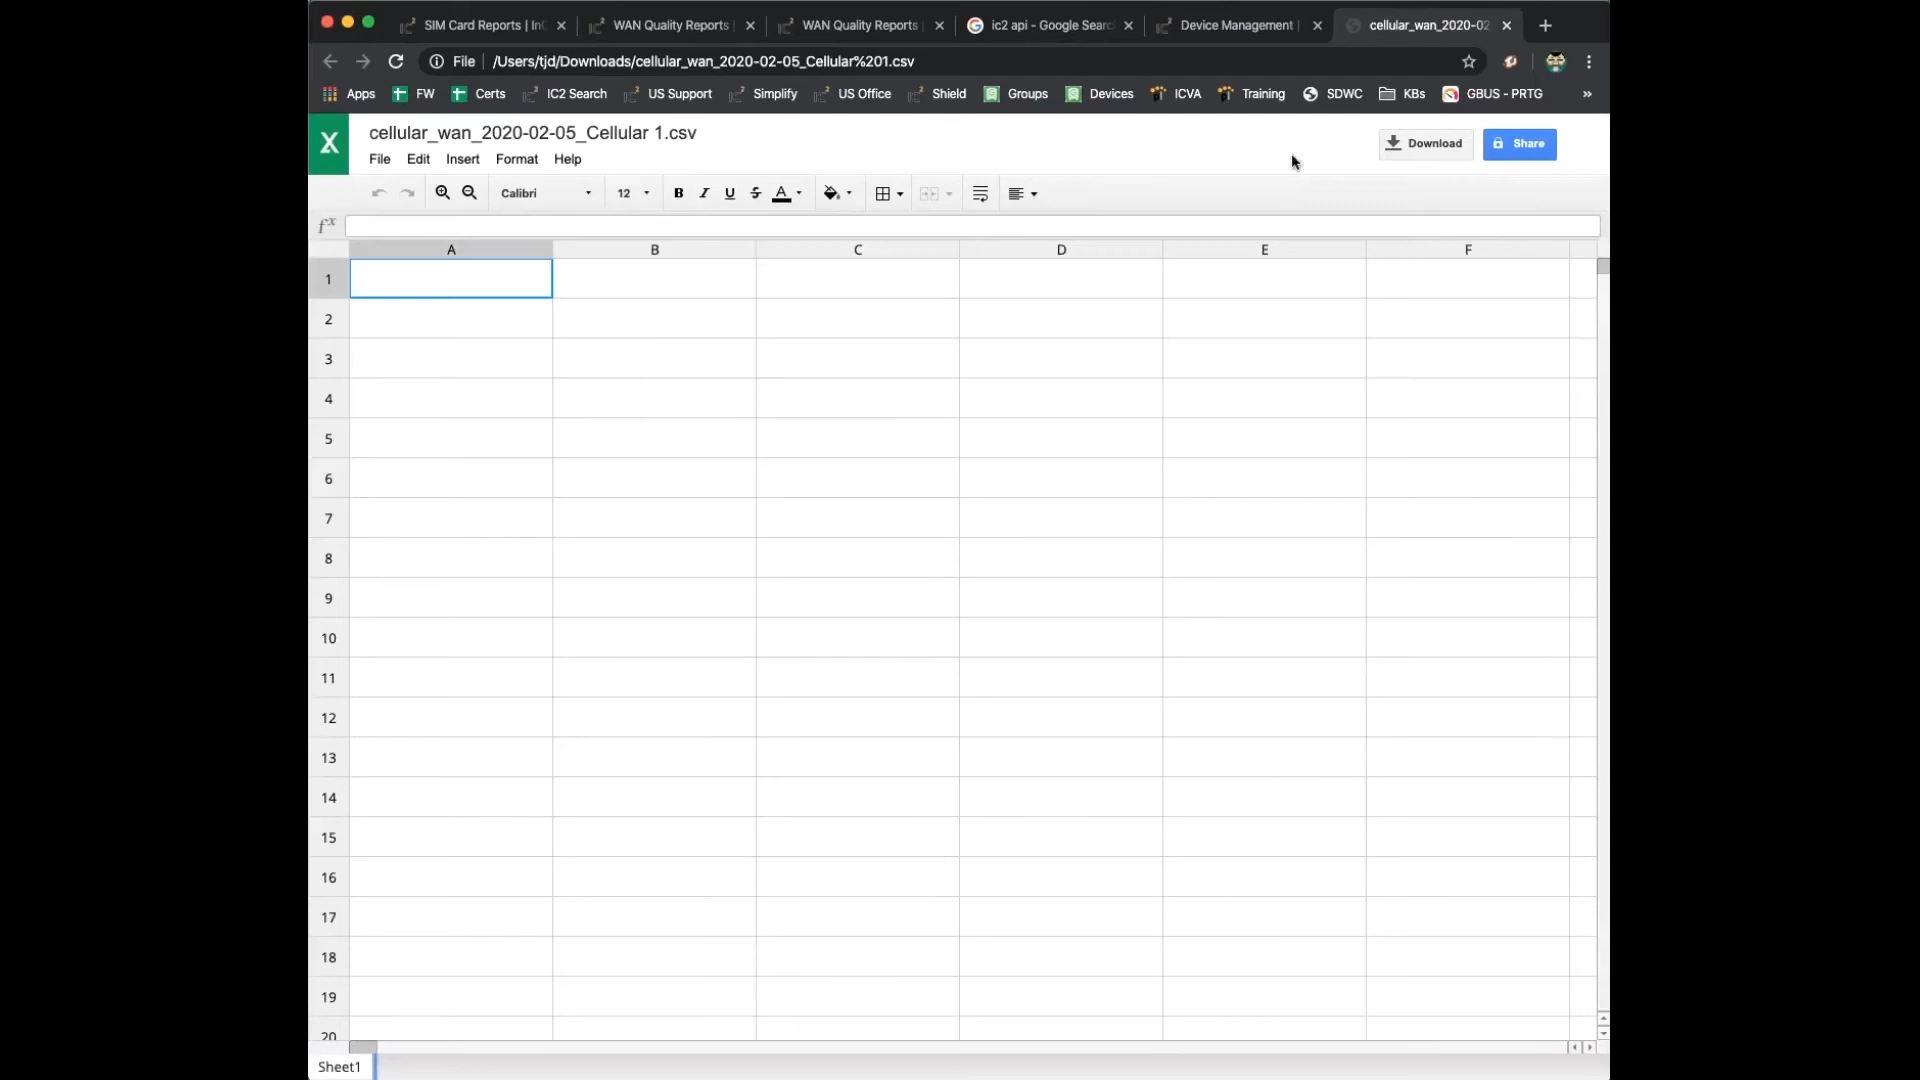 SIM Card Reports | In
WAN Quality Reports |
WAN Quality Reports |
ic2 api - Google Searc
Device Management |
cellular_wan_2020-02
File
/Users/tjd/Downloads/cellular_wan_2020-02-05_Cellular%201.csv
Apps
FW
Certs
IC2 Search
US Support
Simplify
US Office
Shield
Groups
Devices
ICVA
Training
SDWC
KBs
GBUS - PRTG
»
X
cellular_wan_2020-02-05_Cellular 1.csv
File
Edit
Insert
Format
Help
Download
Share
Calibri
12
B
I
U
S
A
fx
A
B
C
D
E
F
1
2
3
4
5
6
7
8
9
10
11
12
13
14
15
16
17
18
19
20
Sheet1